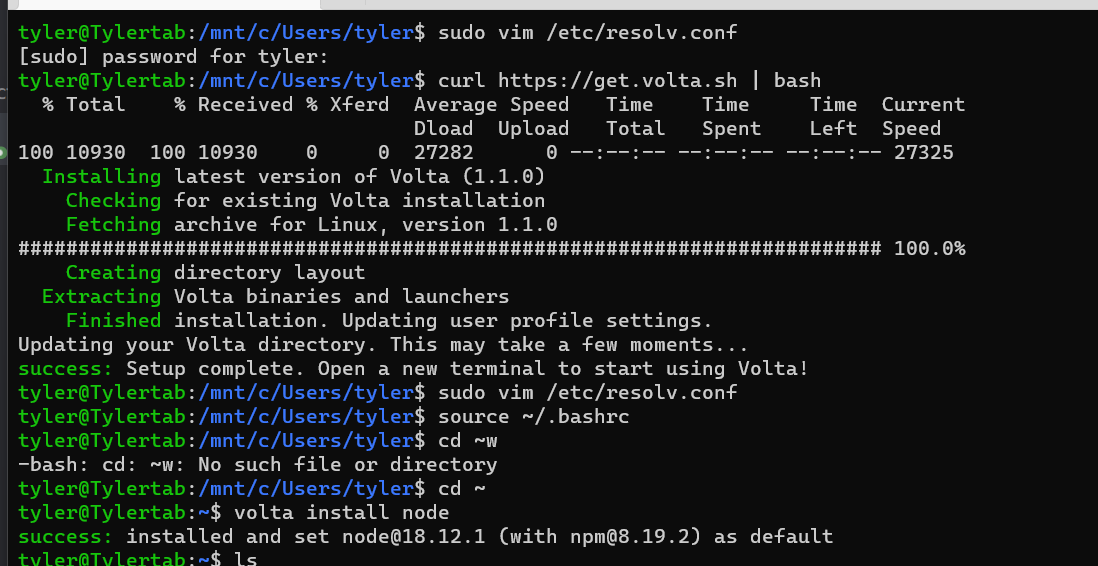 tyler@Tylertab:/mnt/c/Users/tyler$ sudo vim /etc/resolv.conf
[sudo] password for tyler:
tyler@Tylertab:/mnt/c/Users/tyler$ curl https://get.volta.sh | bash
  % Total    % Received % Xferd  Average Speed   Time    Time     Time  Current
                                 Dload  Upload   Total   Spent    Left  Speed
100 10930  100 10930    0     0  27282      0 --:--:-- --:--:-- --:--:-- 27325
  Installing latest version of Volta (1.1.0)
    Checking for existing Volta installation
    Fetching archive for Linux, version 1.1.0
######################################################################## 100.0%
    Creating directory layout
  Extracting Volta binaries and launchers
    Finished installation. Updating user profile settings.
Updating your Volta directory. This may take a few moments...
success: Setup complete. Open a new terminal to start using Volta!
tyler@Tylertab:/mnt/c/Users/tyler$ sudo vim /etc/resolv.conf
tyler@Tylertab:/mnt/c/Users/tyler$ source ~/.bashrc
tyler@Tylertab:/mnt/c/Users/tyler$ cd ~w
-bash: cd: ~w: No such file or directory
tyler@Tylertab:/mnt/c/Users/tyler$ cd ~
tyler@Tylertab:~$ volta install node
success: installed and set node@18.12.1 (with npm@8.19.2) as default
tyler@Tylertab:~$ ls